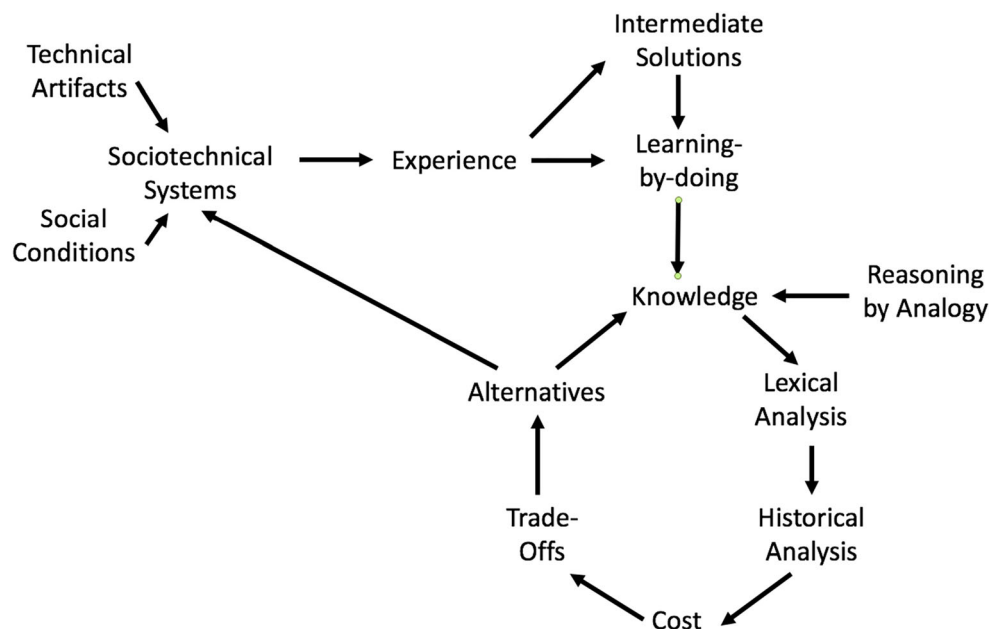 Intermediate
Solutions
Technical
Artifacts
Sociotechnical
Systems
Experience
Learning-
by-doing
Social
Conditions
Knowledge
Reasoning
by Analogy
Alternatives
Lexical
Analysis
Trade-
Offs
Historical
Analysis
Cost